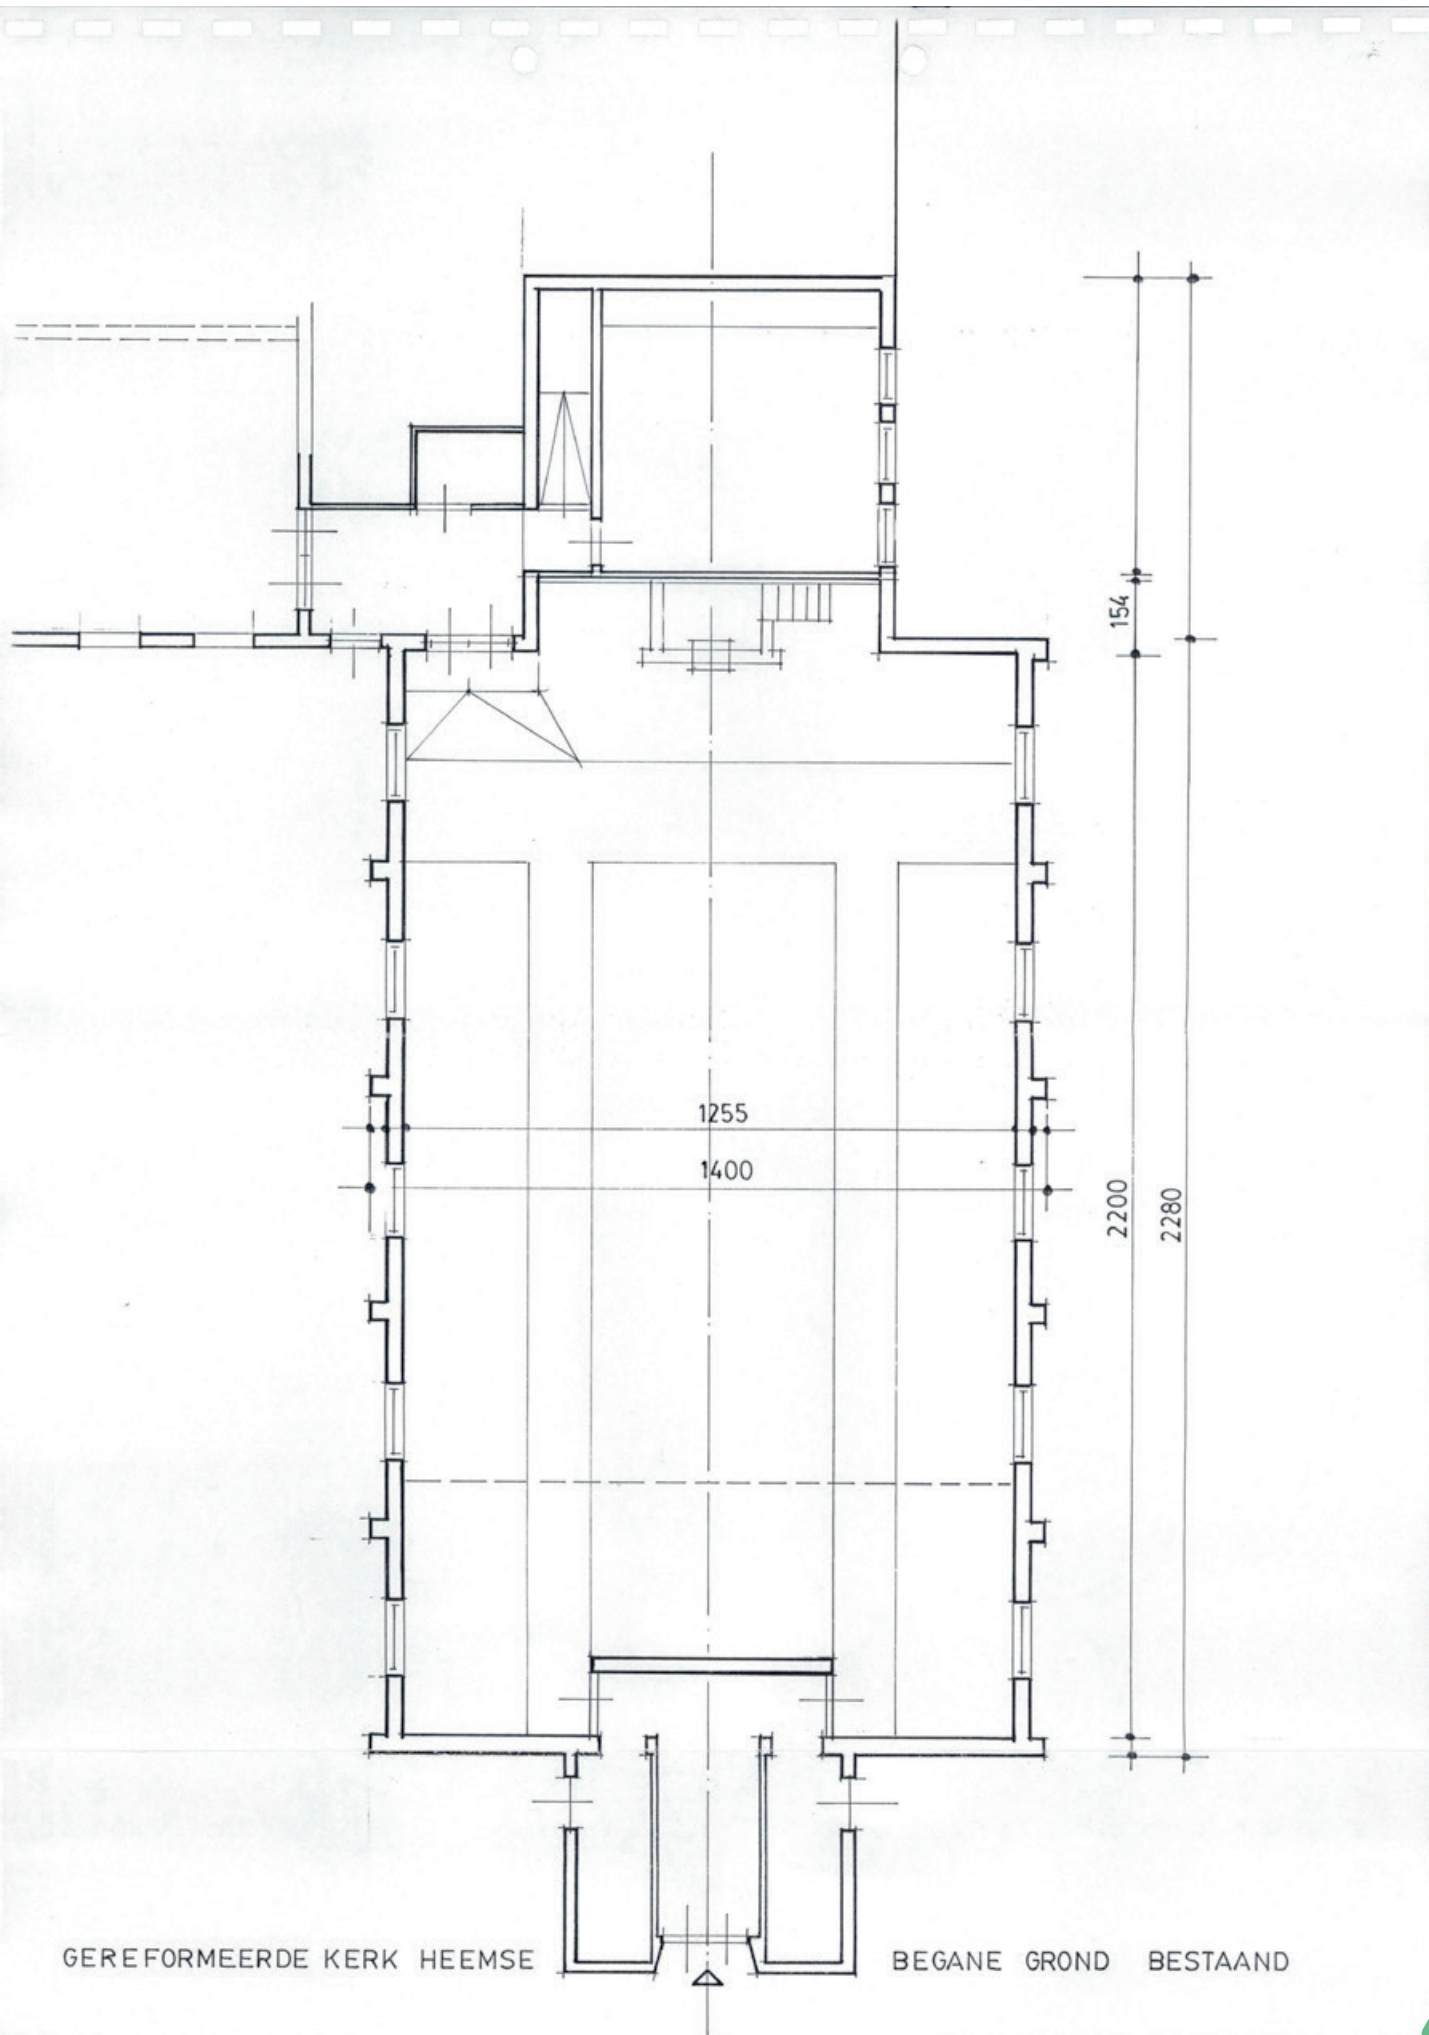 154
1255
1400
2200
2280
GEREFORMEERDE KERK HEEMSE
BEGANE GROND BESTAAND